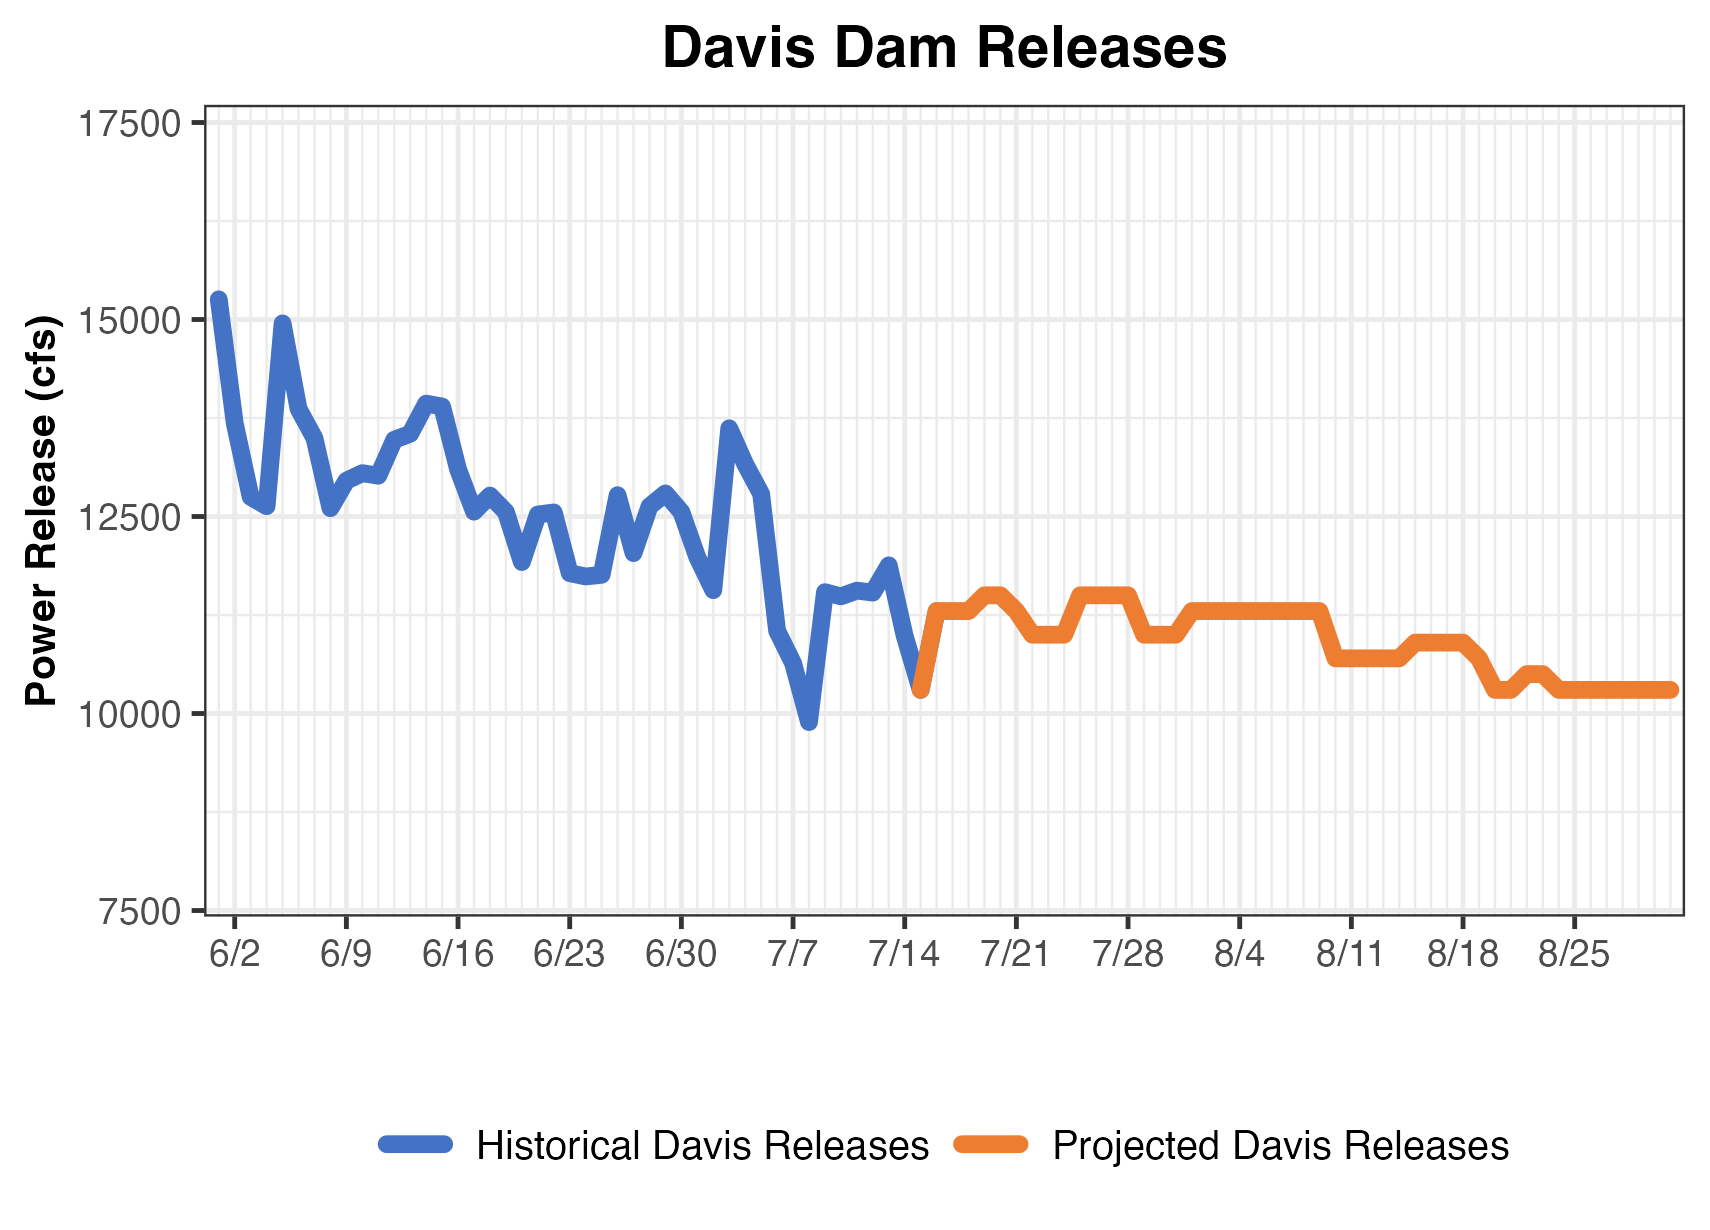 Davis Dam Releases
Power Release (cfs)
17500
15000
12500
10000
7500
6/2 6/9 6/16 6/23 6/30 7/7 7/14 7/21 7/28 8/4 8/11 8/18 8/25
Historical Davis Releases Projected Davis Releases